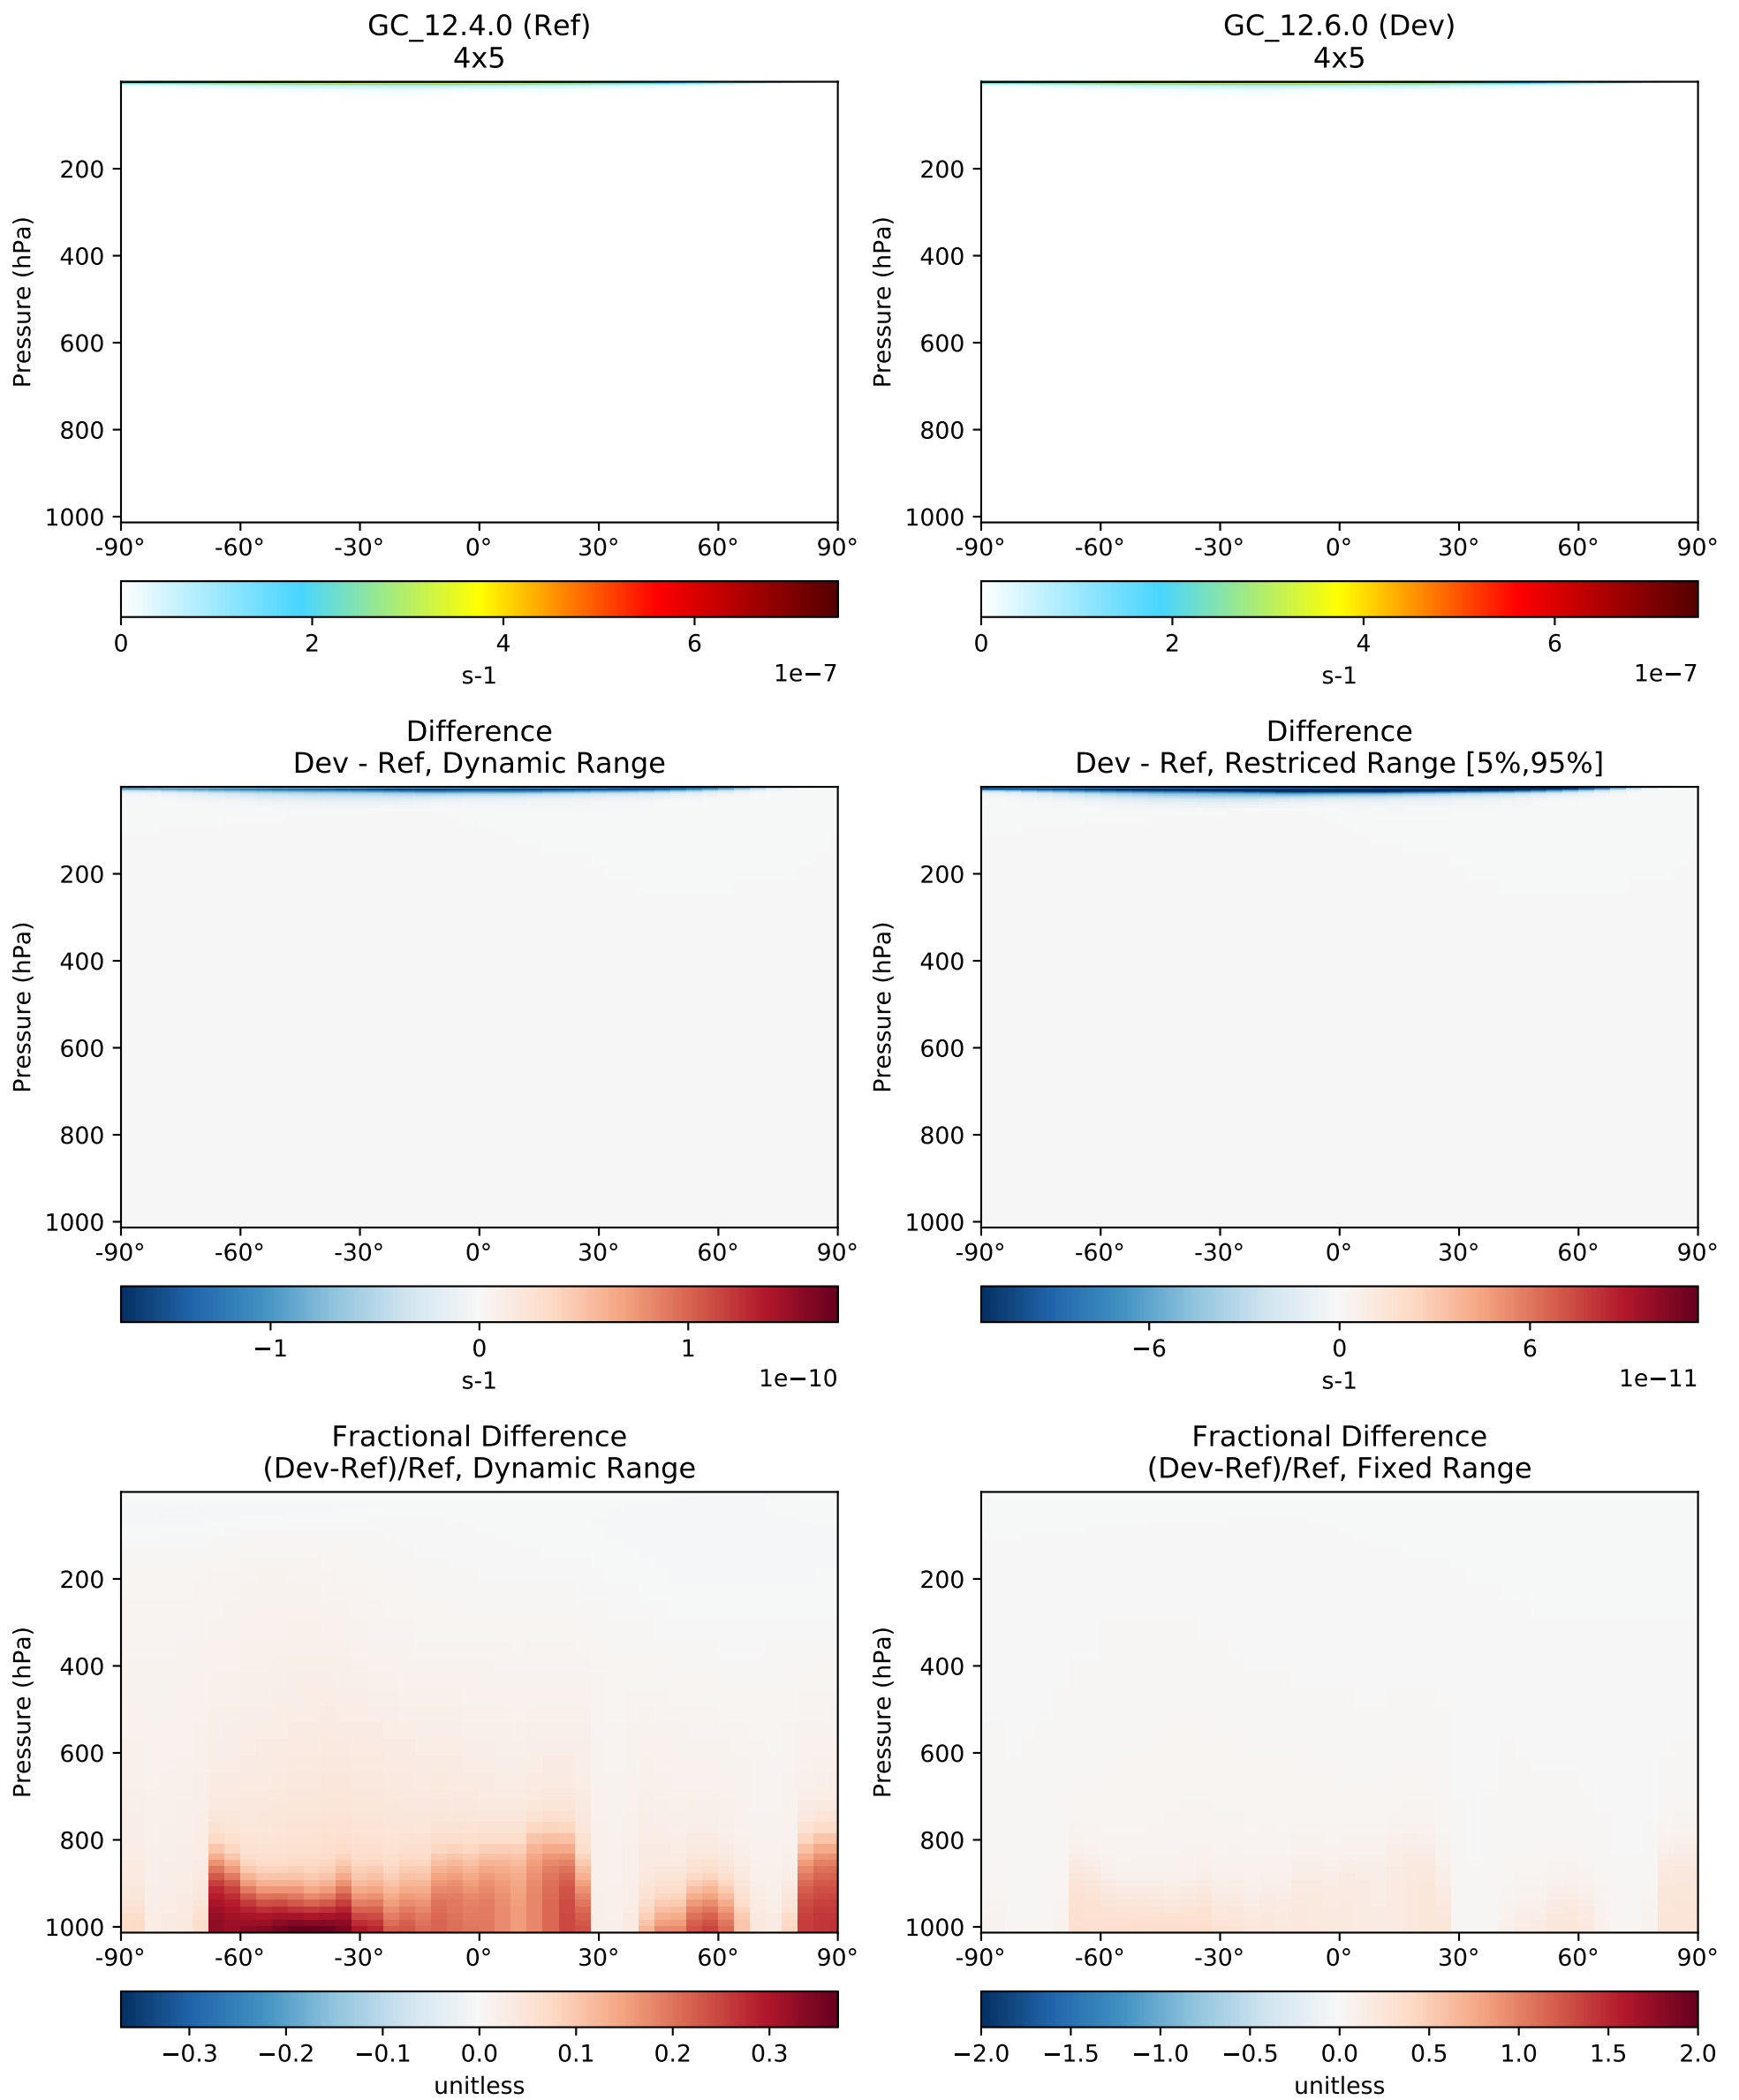 GC_12.4.0 (Ref)
4x5
Pressure (hPa)
200
400
600
800
1000
-90° -60° -30° 0° 30° 60° 90°
0 2 4 6
s-1 1e−7
GC_12.6.0 (Dev)
4x5
Pressure (hPa)
200
400
600
800
1000
-90° -60° -30° 0° 30° 60° 90°
0 2 4 6
s-1 1e−7
Difference
Dev - Ref, Dynamic Range
Pressure (hPa)
200
400
600
800
1000
-90° -60° -30° 0° 30° 60° 90°
−1 0 1
s-1 1e−10
Difference
Dev - Ref, Restriced Range [5%,95%]
Pressure (hPa)
200
400
600
800
1000
-90° -60° -30° 0° 30° 60° 90°
−6 0 6
s-1 1e−11
Fractional Difference
(Dev-Ref)/Ref, Dynamic Range
Pressure (hPa)
200
400
600
800
1000
-90° -60° -30° 0° 30° 60° 90°
−0.3 −0.2 −0.1 0.0 0.1 0.2 0.3
unitless
Fractional Difference
(Dev-Ref)/Ref, Fixed Range
Pressure (hPa)
200
400
600
800
1000
-90° -60° -30° 0° 30° 60° 90°
−2.0 −1.5 −1.0 −0.5 0.0 0.5 1.0 1.5 2.0
unitless